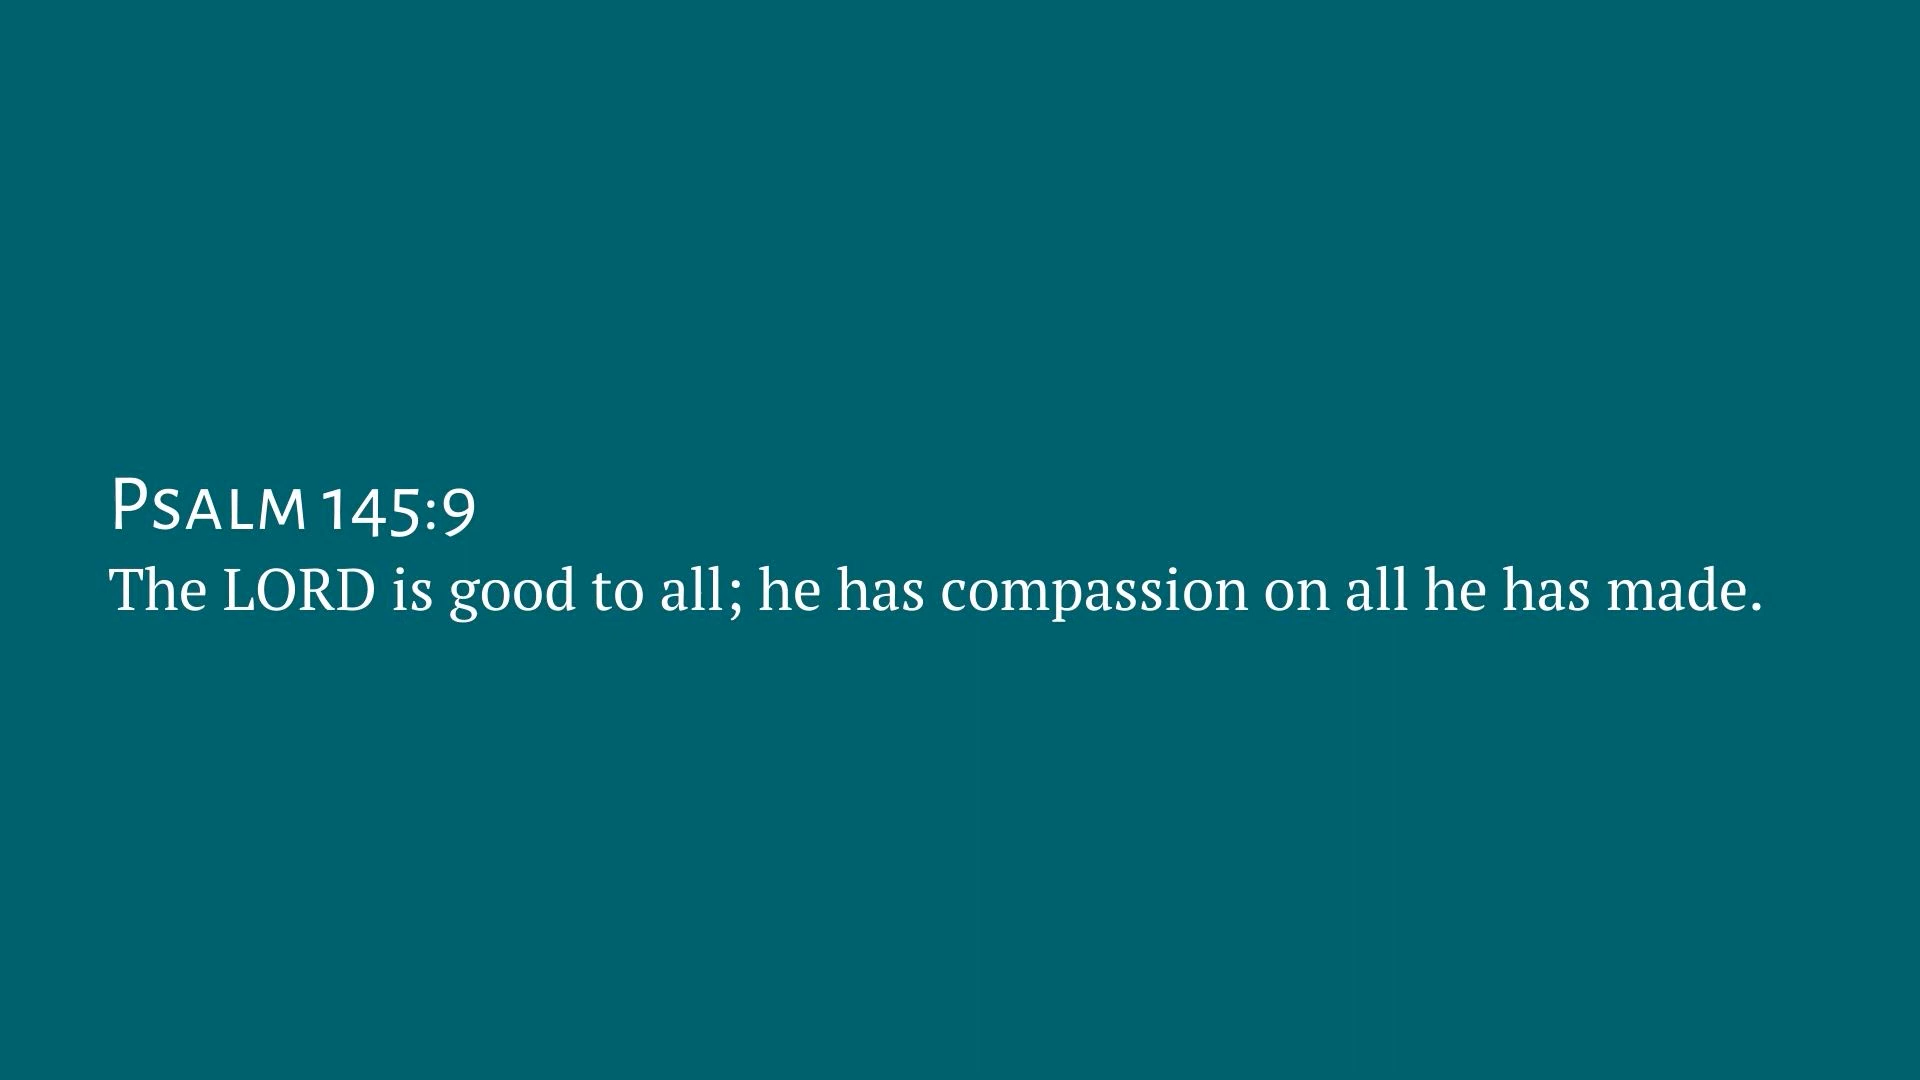 Psalm 145:9
The LORD is good to all; he has compassion on all he has made.